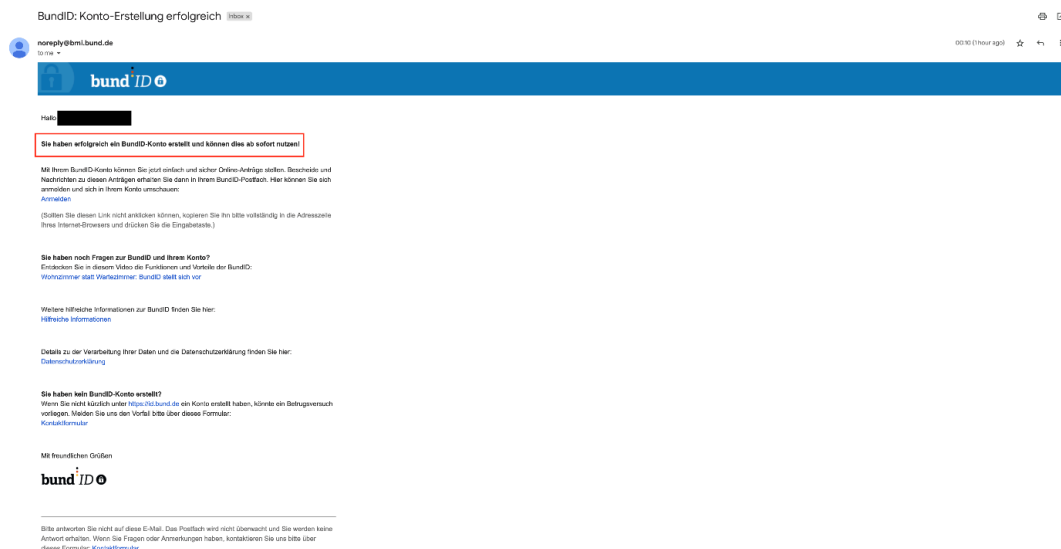 BundID: Konto-Erstellung erfolgreich Inbox x
noreply@bmi.bund.de
00:10 (1 hour ago)
to me
bundID
Hallo
Sie haben erfolgreich ein BundID-Konto erstellt und können dies ab sofort nutzen!
Mit Ihrem BundID-Konto können Sie jetzt einfach und sicher Online-Anträge stellen. Bescheide und
Nachrichten zu diesen Anträgen erhalten Sie dann in Ihrem BundID-Postfach. Hier können Sie sich
anmelden und sich in Ihrem Konto umschauen:
Anmelden
(Sollten Sie diesen Link nicht anklicken können, kopieren Sie ihn bitte vollständig in die Adresszeile
Ihres Internet-Browsers und drücken Sie die Eingabetaste.)
Sie haben noch Fragen zur BundID und Ihrem Konto?
Entdecken Sie in diesem Video die Funktionen und Vorteile der BundID:
Wohnzimmer statt Wartezimmer: BundID stellt sich vor
Weitere hilfreiche Informationen zur BundID finden Sie hier:
Hilfreiche Informationen
Details zu der Verarbeitung Ihrer Daten und die Datenschutzerklärung finden Sie hier:
Datenschutzerklärung
Sie haben kein BundID-Konto erstellt?
Wenn Sie nicht kürzlich unter https://id.bund.de ein Konto erstellt haben, könnte ein Betrugsversuch
vorliegen. Melden Sie uns den Vorfall bitte über dieses Formular:
Kontaktformular
Mit freundlichen Grüßen
bundID
Bitte antworten Sie nicht auf diese E-Mail. Das Postfach wird nicht überwacht und Sie werden keine
Antwort erhalten. Wenn Sie Fragen oder Anmerkungen haben, kontaktieren Sie uns bitte über
dieses Formular: Kontaktformular